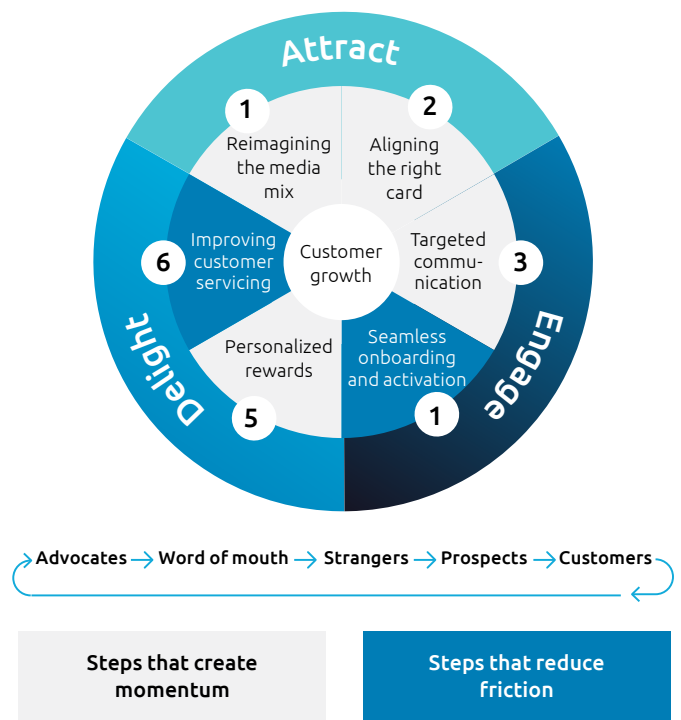 Attract
1
Reimagining
the media
mix
2
Aligning
the right
card
Engage
3
Targeted
commu-
nication
1
Seamless
onboarding
and activation
Delight
5
Personalized
rewards
6
Improving
customer
servicing
Customer
growth
Advocates → Word of mouth → Strangers → Prospects → Customers
Steps that create
momentum
Steps that reduce
friction